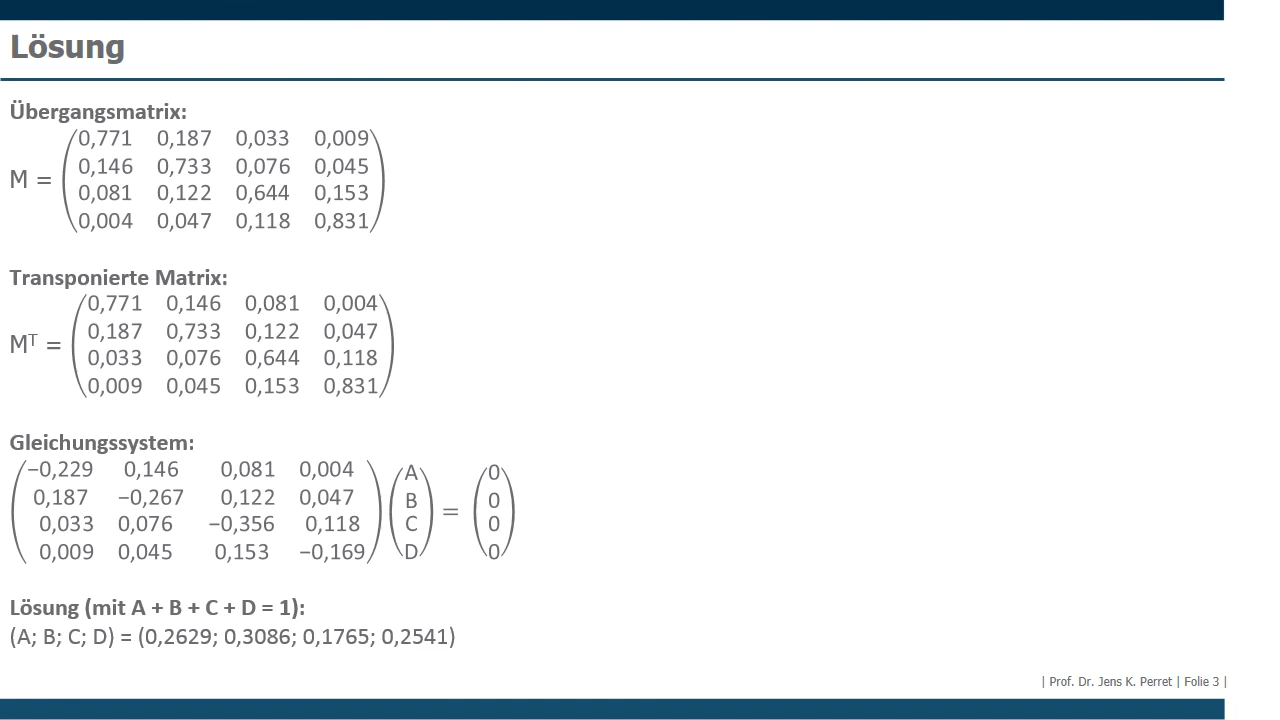 Lösung
Übergangsmatrix:
M =
0,771 0,187 0,033 0,009
0,146 0,733 0,076 0,045
0,081 0,122 0,644 0,153
0,004 0,047 0,118 0,831
Transponierte Matrix:
Mᵀ =
0,771 0,146 0,081 0,004
0,187 0,733 0,122 0,047
0,033 0,076 0,644 0,118
0,009 0,045 0,153 0,831
Gleichungssystem:
−0,229 0,146 0,081 0,004 A 0
0,187 −0,267 0,122 0,047 B 0
=
0,033 0,076 −0,356 0,118 C 0
0,009 0,045 0,153 −0,169 D 0
Lösung (mit A + B + C + D = 1):
(A; B; C; D) = (0,2629; 0,3086; 0,1765; 0,2541)
| Prof. Dr. Jens K. Perret | Folie 3 |